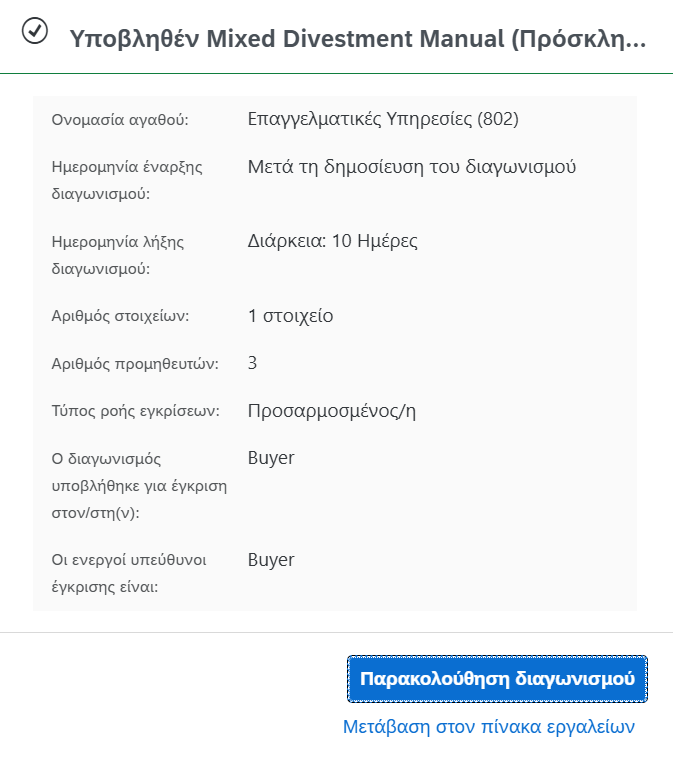 Υποβληθέν Mixed Divestment Manual (Πρόσκλη...
Ονομασία αγαθού: Επαγγελματικές Υπηρεσίες (802)
Ημερομηνία έναρξης Μετά τη δημοσίευση του διαγωνισμού
διαγωνισμού:
Ημερομηνία λήξης Διάρκεια: 10 Ημέρες
διαγωνισμού:
Αριθμός στοιχείων: 1 στοιχείο
Αριθμός προμηθευτών: 3
Τύπος ροής εγκρίσεων: Προσαρμοσμένος/η
Ο διαγωνισμός Buyer
υποβλήθηκε για έγκριση
στον/στη(ν):
Οι ενεργοί υπεύθυνοι Buyer
έγκρισης είναι:
Παρακολούθηση διαγωνισμού
Μετάβαση στον πίνακα εργαλείων